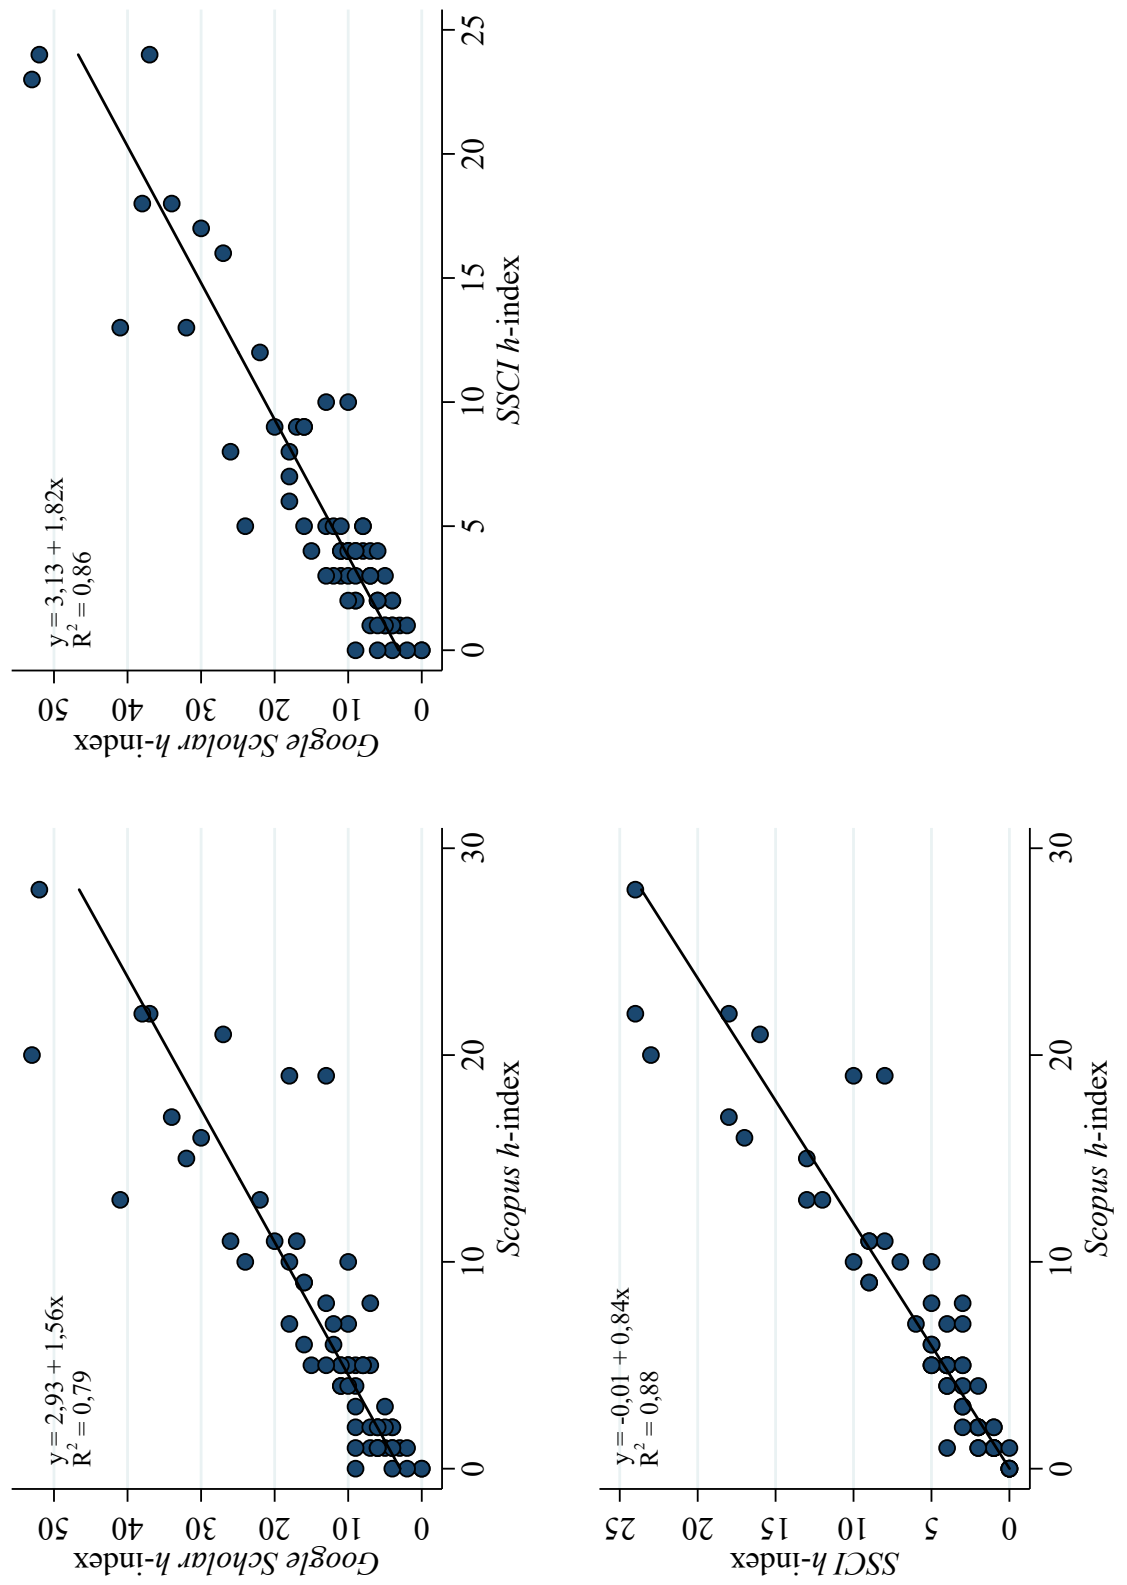 y = 2,93 + 1,56x
R² = 0,79
Google Scholar h-index
50
40
30
20
10
0
0
10
20
30
Scopus h-index
y = 3,13 + 1,82x
R² = 0,86
Google Scholar h-index
50
40
30
20
10
0
0
5
10
15
20
25
SSCI h-index
y = -0,01 + 0,84x
R² = 0,88
SSCI h-index
25
20
15
10
5
0
0
10
20
30
Scopus h-index